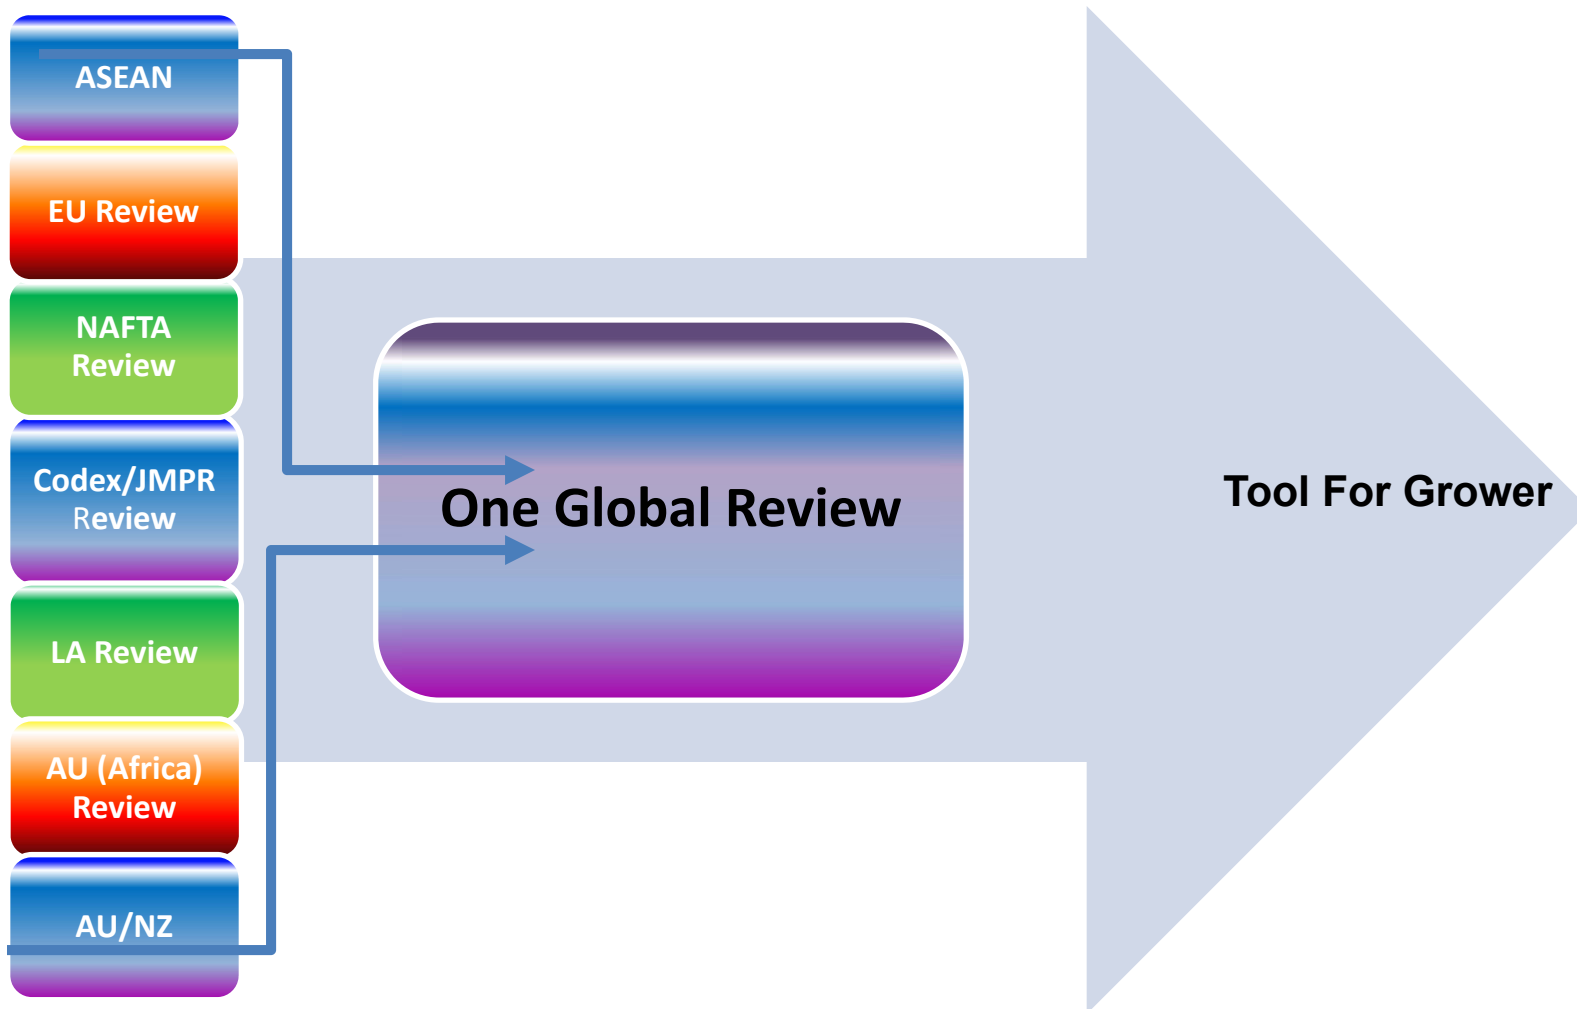 ASEAN
EU Review
NAFTA
Review
Codex/JMPR
Review
LA Review
AU (Africa)
Review
AU/NZ
One Global Review
Tool For Grower